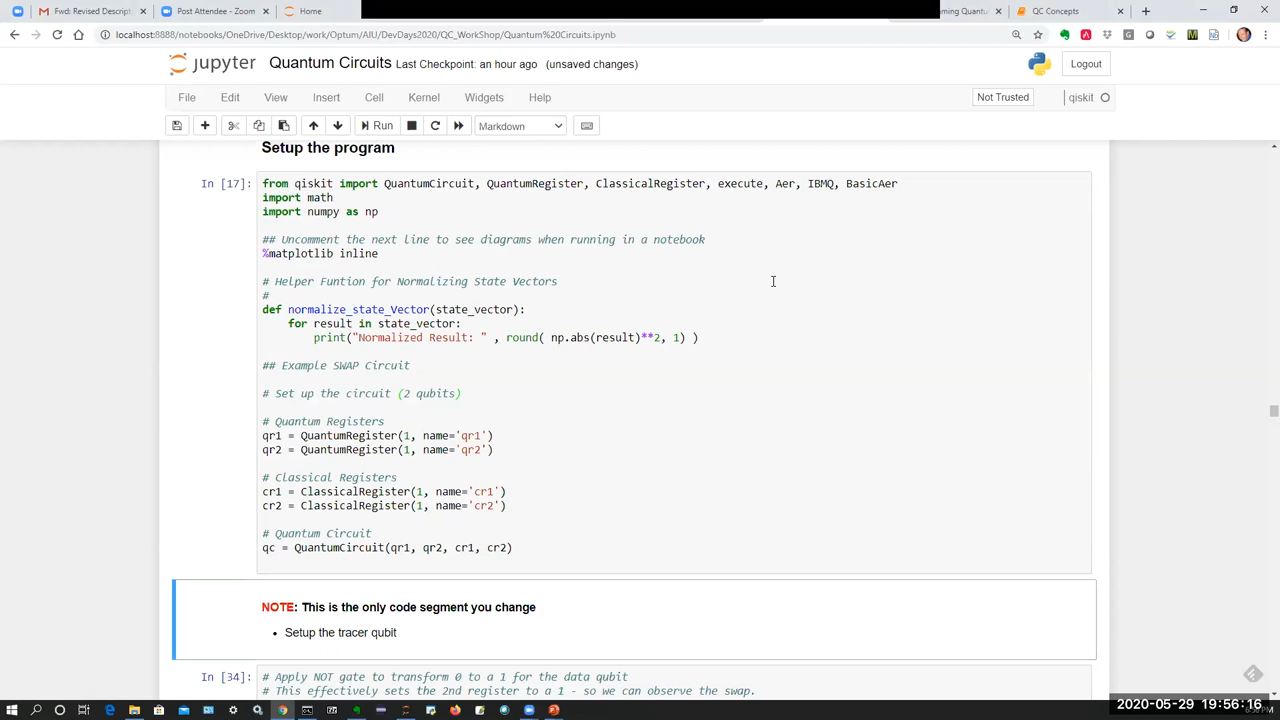 Fwd: Revised Descript
Post Attendee - Zoom
Home
ming Quantu
QC Concepts
localhost:8888/notebooks/OneDrive/Desktop/work/Optum/AIU/DevDays2020/QC_WorkShop/Quantum%20Circuits.ipynb
jupyter Quantum Circuits Last Checkpoint: an hour ago (unsaved changes)
Logout
File Edit View Insert Cell Kernel Widgets Help
Not Trusted
qiskit
Run
Markdown
Setup the program
In [17]:
from qiskit import QuantumCircuit, QuantumRegister, ClassicalRegister, execute, Aer, IBMQ, BasicAer
import math
import numpy as np
## Uncomment the next line to see diagrams when running in a notebook
%matplotlib inline
# Helper Funtion for Normalizing State Vectors
#
def normalize_state_Vector(state_vector):
for result in state_vector:
print("Normalized Result: " , round( np.abs(result)**2, 1) )
## Example SWAP Circuit
# Set up the circuit (2 qubits)
# Quantum Registers
qr1 = QuantumRegister(1, name='qr1')
qr2 = QuantumRegister(1, name='qr2')
# Classical Registers
cr1 = ClassicalRegister(1, name='cr1')
cr2 = ClassicalRegister(1, name='cr2')
# Quantum Circuit
qc = QuantumCircuit(qr1, qr2, cr1, cr2)
NOTE: This is the only code segment you change
• Setup the tracer qubit
In [34]:
# Apply NOT gate to transform 0 to a 1 for the data qubit
# This effectively sets the 2nd register to a 1 - so we can observe the swap.
2020-05-29 19:56:16